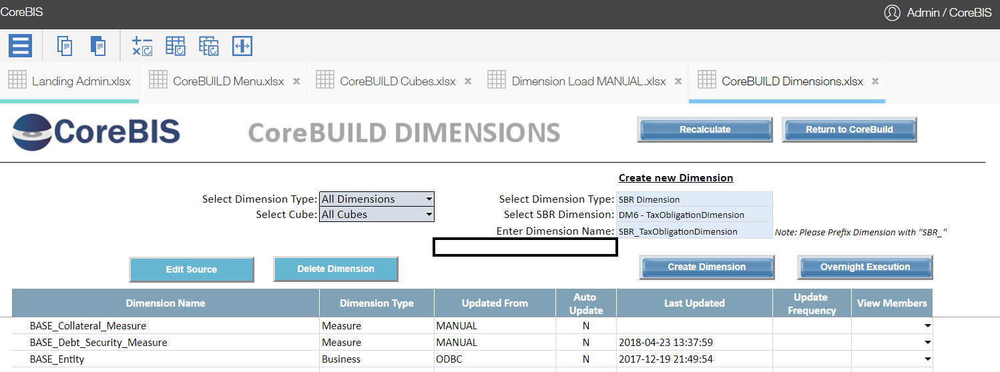 CoreBIS
Admin / CoreBIS
Landing Admin.xlsx
CoreBUILD Menu.xlsx x
CoreBUILD Cubes.xlsx x
Dimension Load MANUAL.xlsx x
CoreBUILD Dimensions.xlsx x
CoreBIS
CoreBUILD DIMENSIONS
Recalculate
Return to CoreBuild
Create new Dimension
Select Dimension Type: All Dimensions
Select Dimension Type: SBR Dimension
Select Cube: All Cubes
Select SBR Dimension: DM6 - TaxObligationDimension
Enter Dimension Name: SBR_TaxObligationDimension
Note: Please Prefix Dimension with "SBR_"
Edit Source
Delete Dimension
Create Dimension
Overnight Execution
Dimension Name
Dimension Type
Updated From
Auto
Update
Last Updated
Update
Frequency
View Members
BASE_Collateral_Measure Measure MANUAL N
BASE_Debt_Security_Measure Measure MANUAL N 2018-04-23 13:37:59
BASE_Entity Business ODBC N 2017-12-19 21:49:54